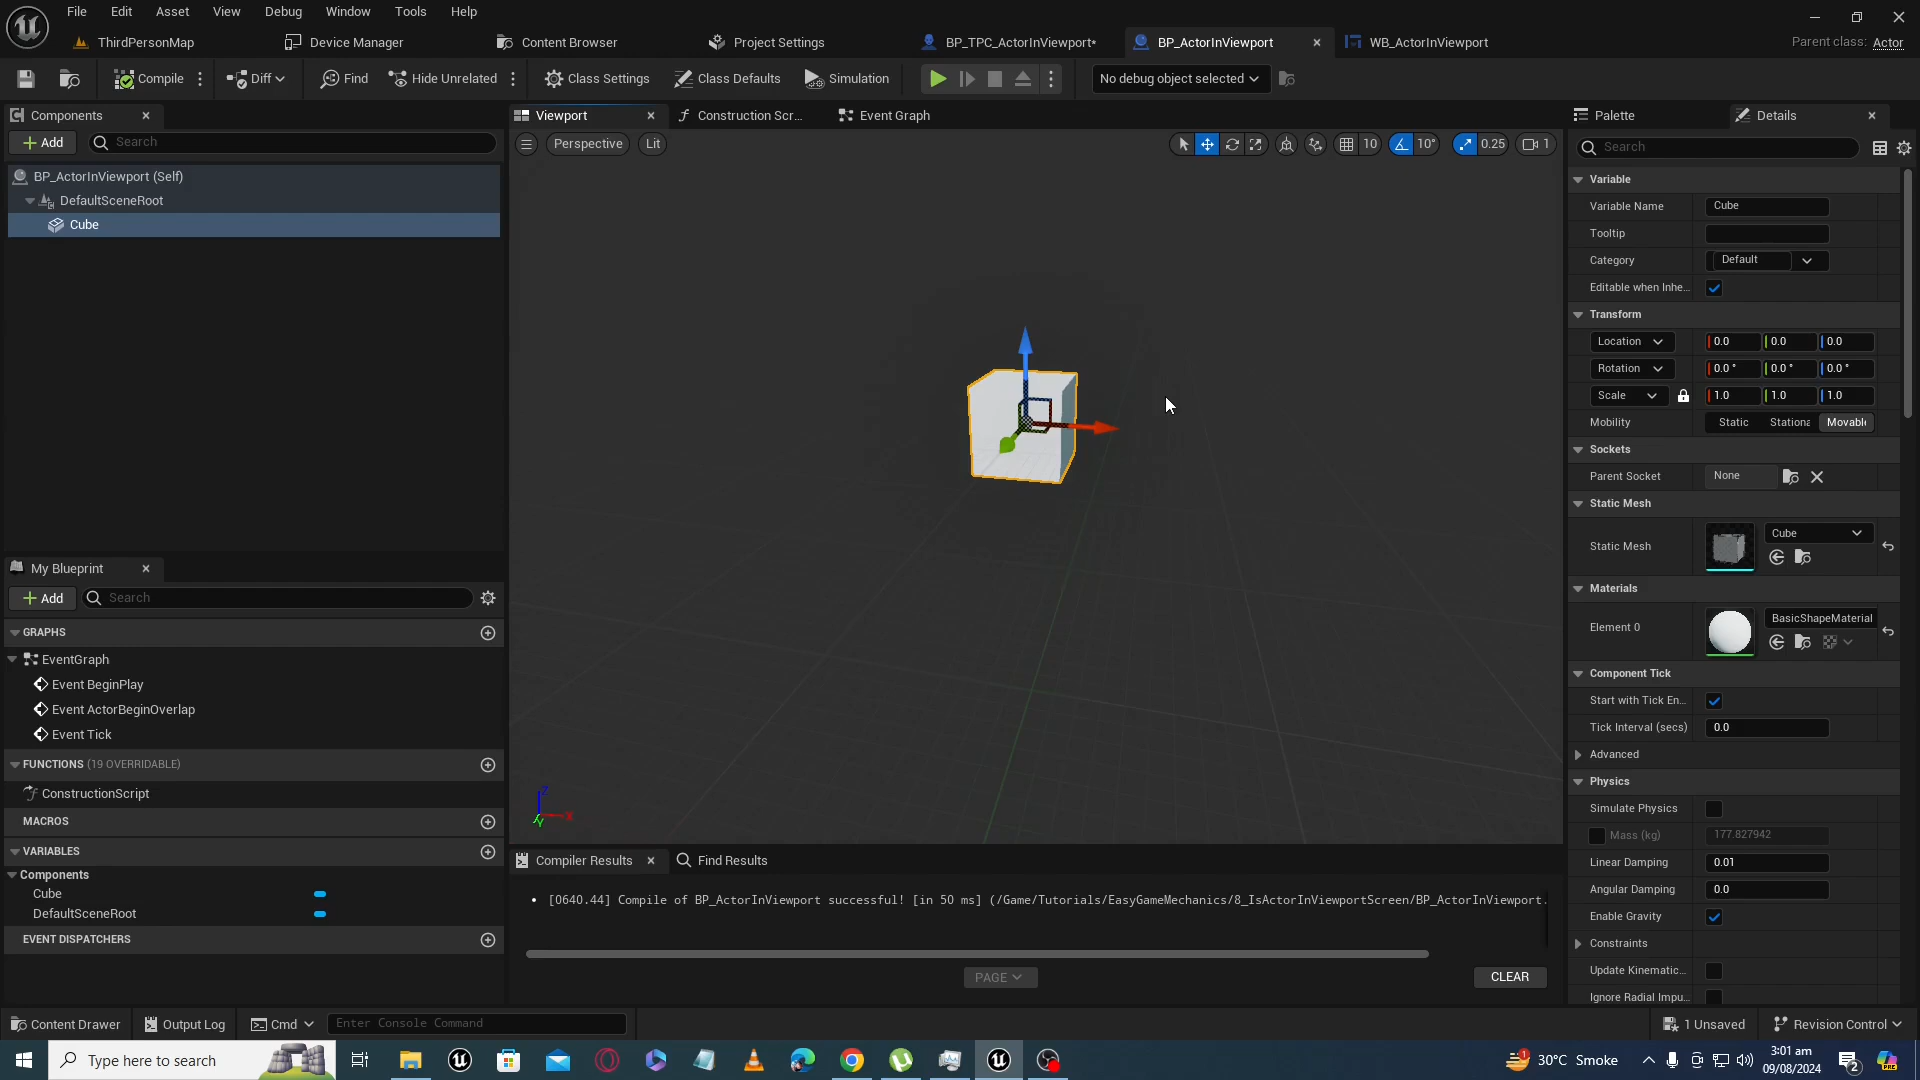 File Edit Asset View Debug Window Tools Help
ThirdPersonMap Device Manager Content Browser Project Settings BP_TPC_ActorInViewport* BP_ActorInViewport WB_ActorInViewport Parent class: Actor
Compile Diff Find Hide Unrelated Class Settings Class Defaults Simulation No debug object selected
Components
Add Search
BP_ActorInViewport (Self)
DefaultSceneRoot
Cube
My Blueprint
Add Search
GRAPHS
EventGraph
Event BeginPlay
Event ActorBeginOverlap
Event Tick
FUNCTIONS (19 OVERRIDABLE)
ConstructionScript
MACROS
VARIABLES
Components
Cube
DefaultSceneRoot
EVENT DISPATCHERS
Viewport Construction Scr... Event Graph
Perspective Lit 10 10° 0.25 1
Z
X
Y
Compiler Results Find Results
[0640.44] Compile of BP_ActorInViewport successful! [in 50 ms] (/Game/Tutorials/EasyGameMechanics/8_IsActorInViewportScreen/BP_ActorInViewport.
PAGE CLEAR
Palette Details
Search
Variable
Variable Name Cube
Tooltip
Category Default
Editable when Inhe...
Transform
Location 0.0 0.0 0.0
Rotation 0.0 ° 0.0 ° 0.0 °
Scale 1.0 1.0 1.0
Mobility Static Stationa Movabl
Sockets
Parent Socket None
Static Mesh
Static Mesh Cube
Materials
Element 0 BasicShapeMaterial
Component Tick
Start with Tick En...
Tick Interval (secs) 0.0
Advanced
Physics
Simulate Physics
Mass (kg) 177.827942
Linear Damping 0.01
Angular Damping 0.0
Enable Gravity
Constraints
Update Kinematic...
Ignore Radial Impu...
Content Drawer Output Log Cmd Enter Console Command 1 Unsaved Revision Control
Type here to search 30°C Smoke 3:01 am
09/08/2024 2